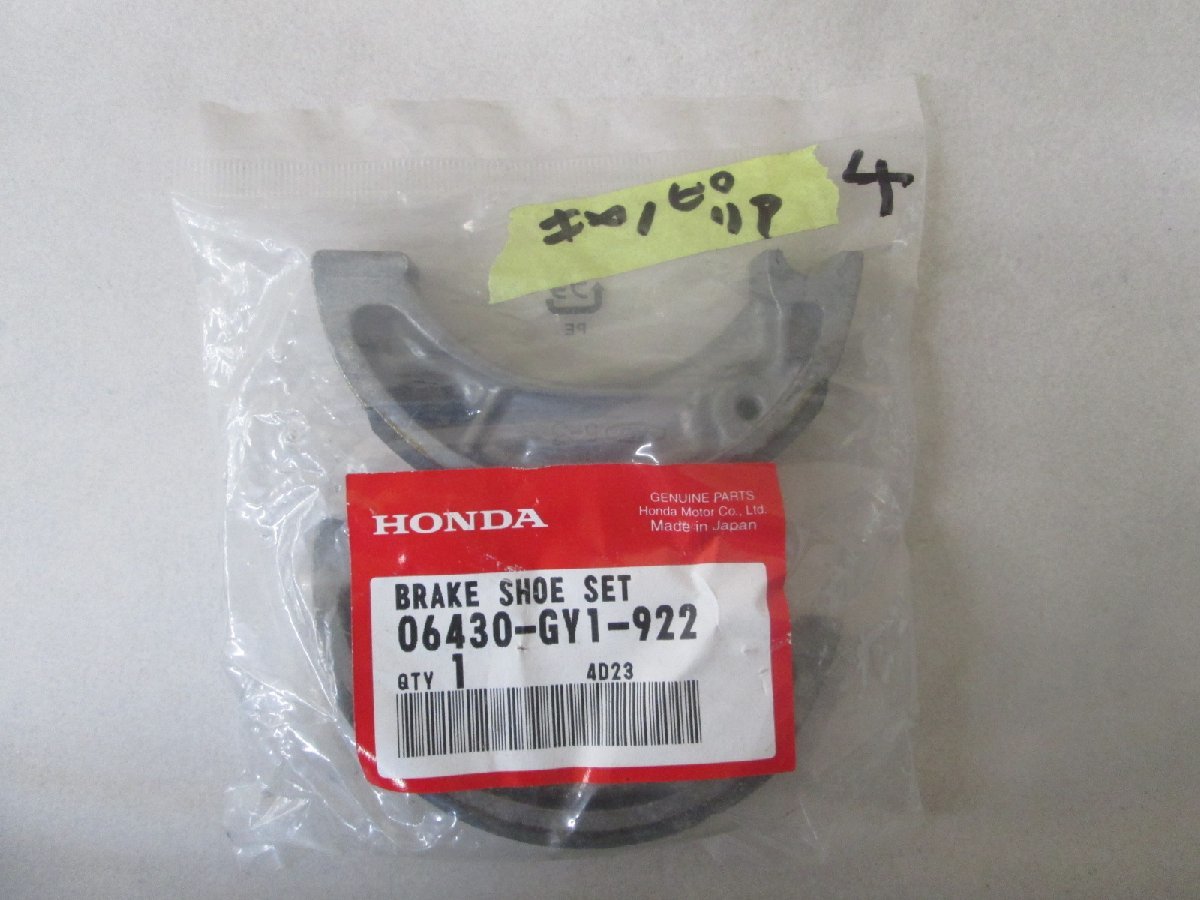 キャノピリア
4
PE
HONDA
GENUINE PARTS
Honda Motor Co., Ltd.
Made in Japan
BRAKE SHOE SET
06430-GY1-922
QTY 1 4D23